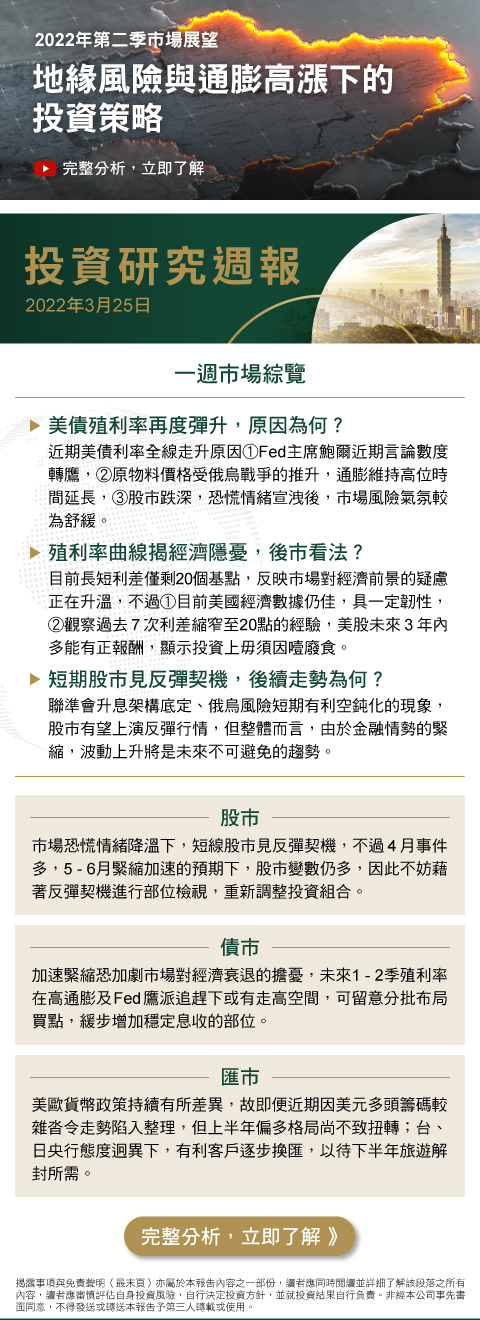 2022年第二季市場展望
地緣風險與通膨高漲下的
投資策略
完整分析，立即了解
投資研究週報
2022年3月25日
一週市場綜覽
美債殖利率再度彈升，原因為何？
近期美債利率全線走升原因①Fed主席鮑爾近期言論數度
轉鷹，②原物料價格受俄烏戰爭的推升，通膨維持高位時
間延長，③股市跌深，恐慌情緒宣洩後，市場風險氣氛較
為舒緩。
殖利率曲線揭經濟隱憂，後市看法？
目前長短利差僅剩20個基點，反映市場對經濟前景的疑慮
正在升溫，不過①目前美國經濟數據仍佳，具一定韌性，
②觀察過去７次利差縮窄至20點的經驗，美股未來３年內
多能有正報酬，顯示投資上毋須因噎廢食。
短期股市見反彈契機，後續走勢為何？
聯準會升息架構底定、俄烏風險短期有利空鈍化的現象，
股市有望上演反彈行情，但整體而言，由於金融情勢的緊
縮，波動上升將是未來不可避免的趨勢。
股市
市場恐慌情緒降溫下，短線股市見反彈契機，不過４月事件
多，5 - 6月緊縮加速的預期下，股市變數仍多，因此不妨藉
著反彈契機進行部位檢視，重新調整投資組合。
債市
加速緊縮恐加劇市場對經濟衰退的擔憂，未來1 - 2季殖利率
在高通膨及Fed鷹派追趕下或有走高空間，可留意分批布局
買點，緩步增加穩定息收的部位。
匯市
美歐貨幣政策持續有所差異，故即便近期因美元多頭籌碼較
雜沓令走勢陷入整理，但上半年偏多格局尚不致扭轉；台、
日央行態度迥異下，有利客戶逐步換匯，以待下半年旅遊解
封所需。
完整分析，立即了解 》
揭露事項與免責聲明（最末頁）亦屬於本報告內容之一部份，讀者應同時閱讀並詳細了解該段落之所有
內容，讀者應審慎評估自身投資風險，自行決定投資方針，並就投資結果自行負責。非經本公司事先書
面同意，不得發送或轉送本報告予第三人轉載或使用。